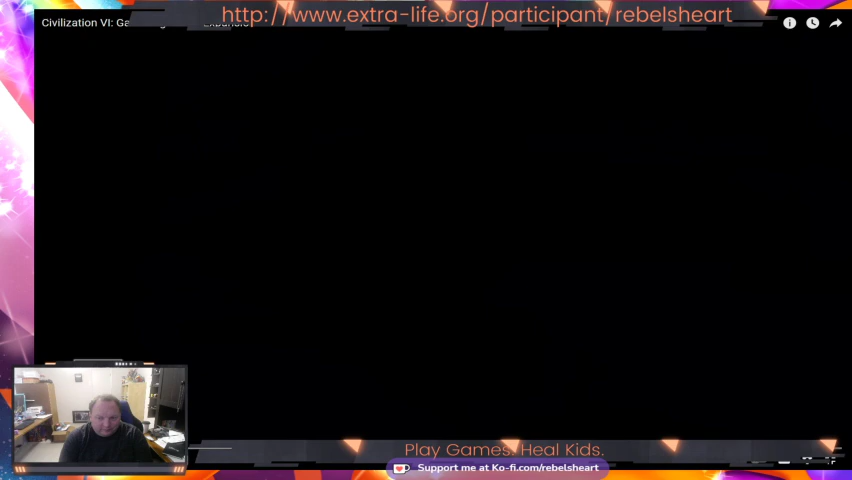 http://www.extra-life.org/participant/rebelsheart
Civilization VI: Ga
Play Games. Heal Kids.
Support me at Ko-fi.com/rebelsheart